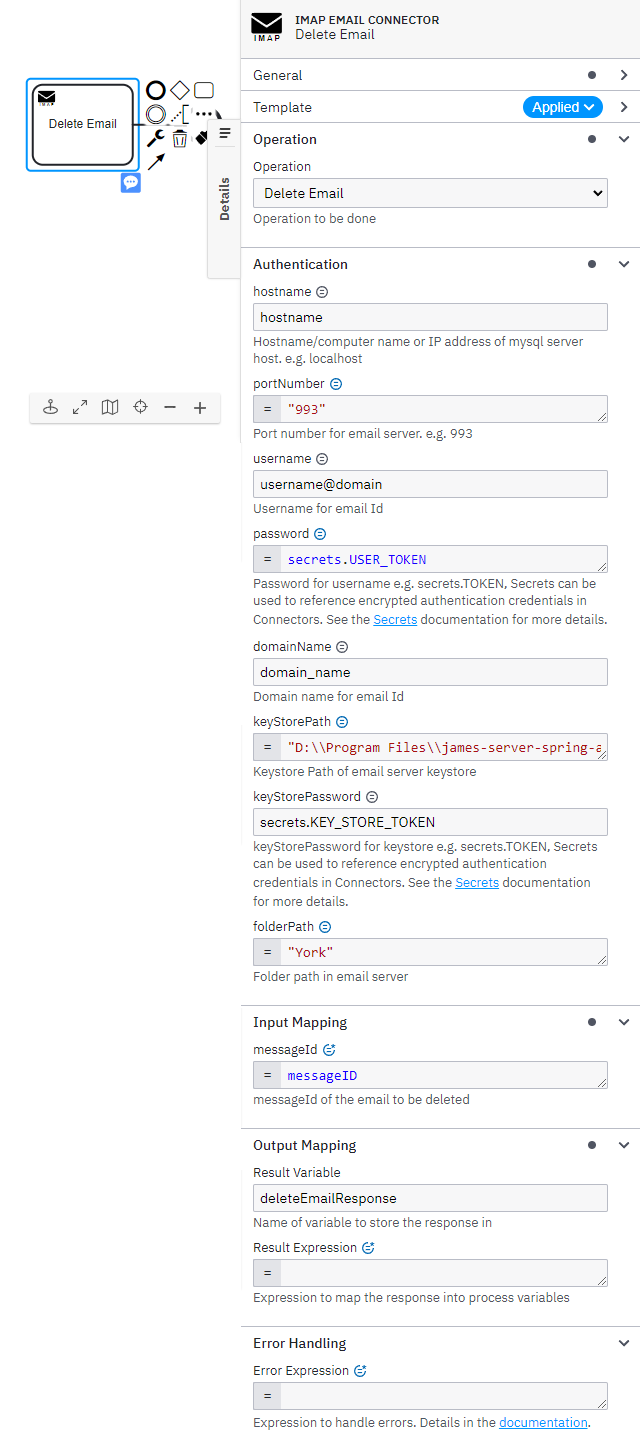 IMAP
IMAP EMAIL CONNECTOR
Delete Email
General
Template
Applied
Operation
Operation
Delete Email
Operation to be done
Authentication
hostname
hostname
Hostname/computer name or IP address of mysql server
host. e.g. localhost
portNumber
= "993"
Port number for email server. e.g. 993
username
username@domain
Username for email Id
password
= secrets.USER_TOKEN
Password for username e.g. secrets.TOKEN, Secrets can be
used to reference encrypted authentication credentials in
Connectors. See the Secrets documentation for more details.
domainName
domain_name
Domain name for email Id
keyStorePath
= "D:\\Program Files\\james-server-spring-a
Keystore Path of email server keystore
keyStorePassword
secrets.KEY_STORE_TOKEN
keyStorePassword for keystore e.g. secrets.TOKEN, Secrets
can be used to reference encrypted authentication
credentials in Connectors. See the Secrets documentation
for more details.
folderPath
= "York"
Folder path in email server
Input Mapping
messageId
= messageID
messageId of the email to be deleted
Output Mapping
Result Variable
deleteEmailResponse
Name of variable to store the response in
Result Expression
=
Expression to map the response into process variables
Error Handling
Error Expression
=
Expression to handle errors. Details in the documentation.
IMAP
Delete Email
Details